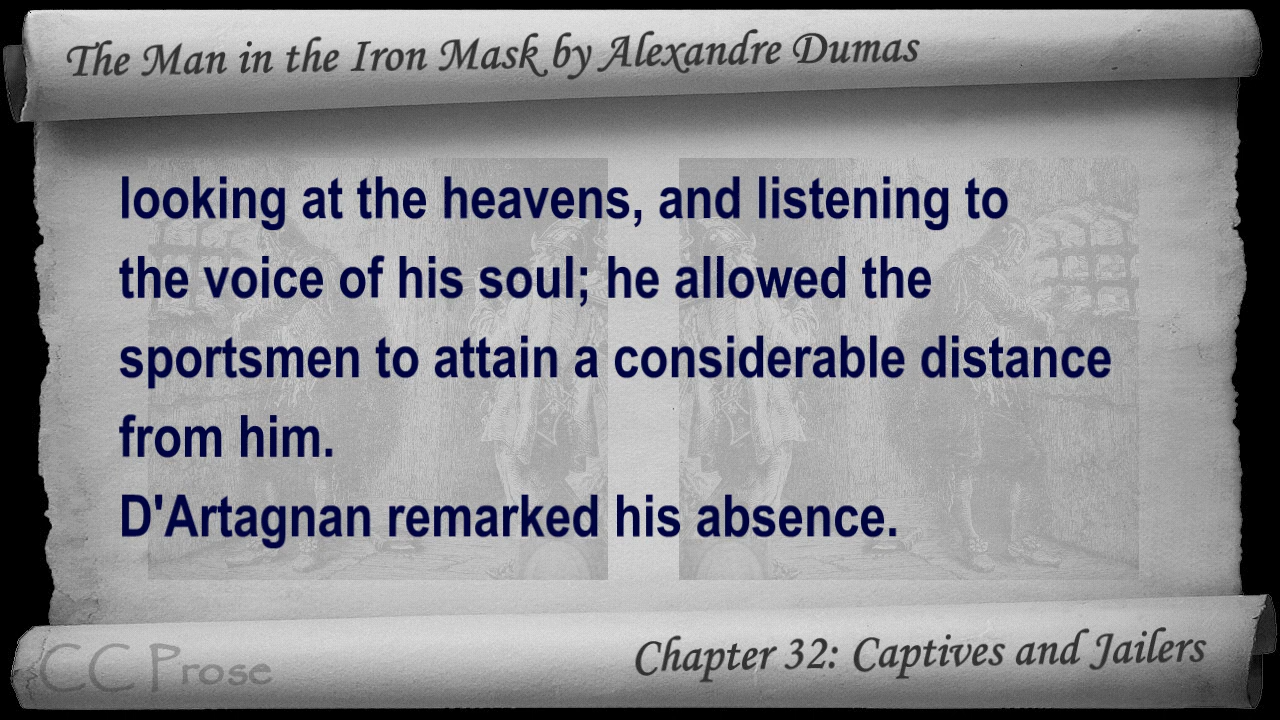 The Man in the Iron Mask by Alexandre Dumas
looking at the heavens, and listening to
the voice of his soul; he allowed the
sportsmen to attain a considerable distance
from him.
D'Artagnan remarked his absence.
CC Prose
Chapter 32: Captives and Jailers